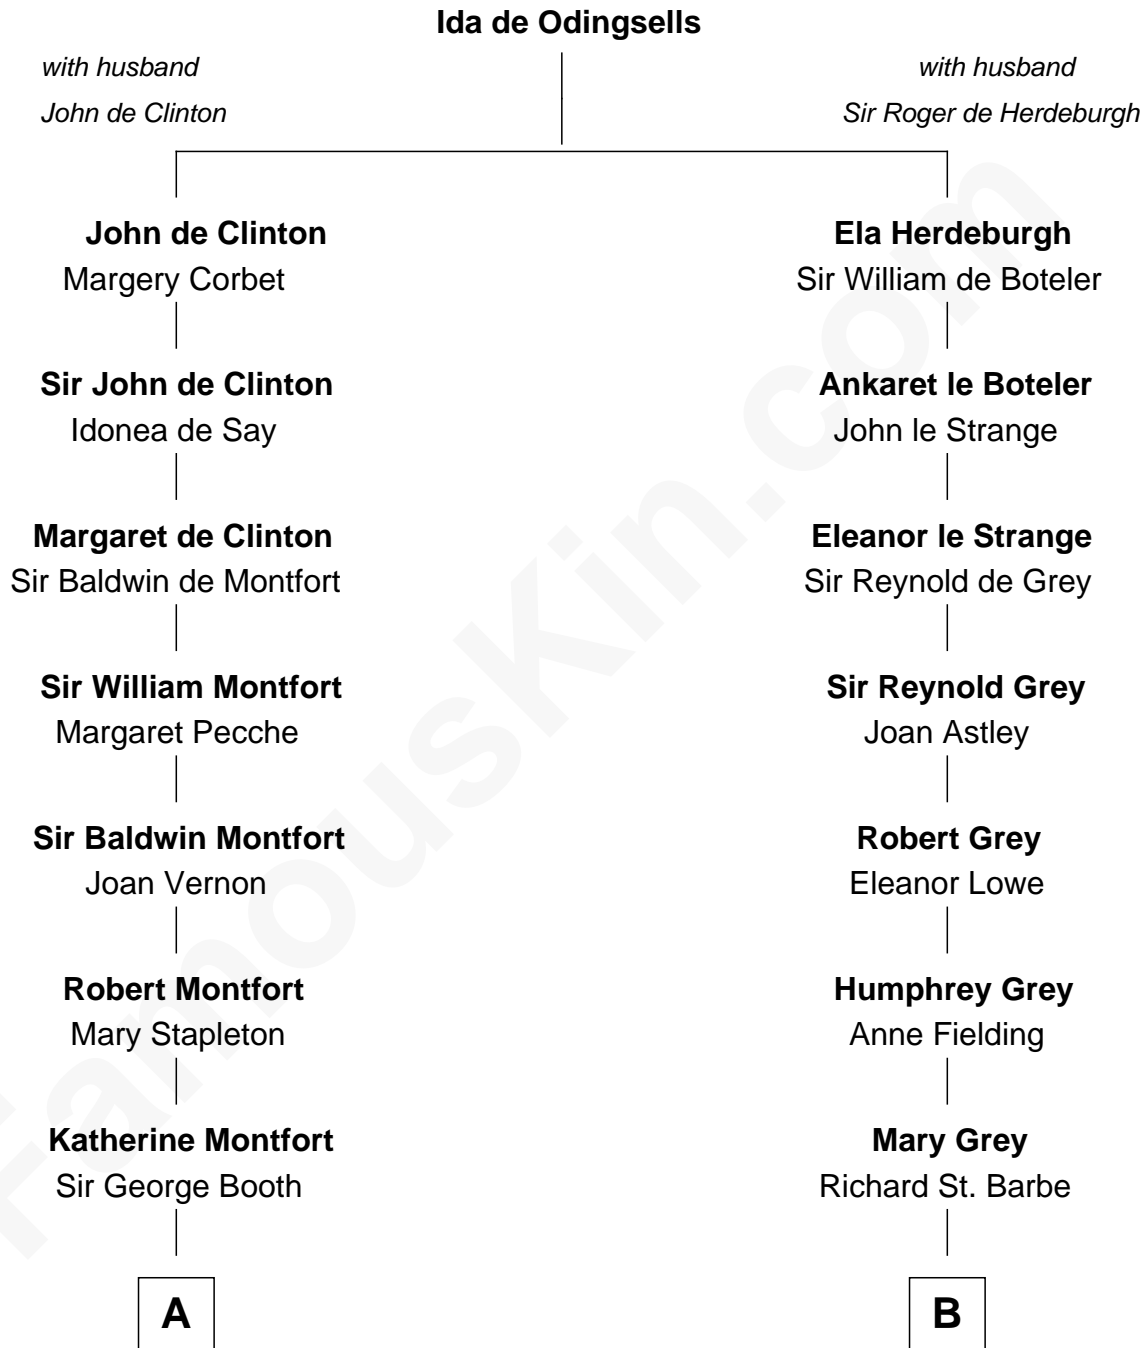 Ida de Odingsells
with husband
John de Clinton
with husband
Sir Roger de Herdeburgh
John de Clinton
Margery Corbet
Ela Herdeburgh
Sir William de Boteler
Sir John de Clinton
Idonea de Say
Ankaret le Boteler
John le Strange
Margaret de Clinton
Sir Baldwin de Montfort
Eleanor le Strange
Sir Reynold de Grey
Sir William Montfort
Margaret Pecche
Sir Reynold Grey
Joan Astley
Sir Baldwin Montfort
Joan Vernon
Robert Grey
Eleanor Lowe
Robert Montfort
Mary Stapleton
Humphrey Grey
Anne Fielding
Katherine Montfort
Sir George Booth
Mary Grey
Richard St. Barbe
A
B
FamousKin.com